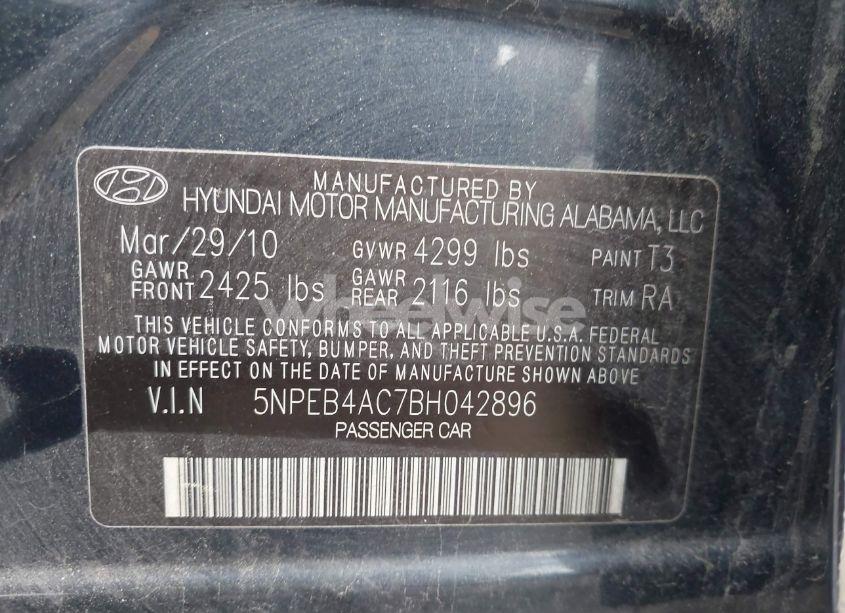 MANUFACTURED BY
HYUNDAI MOTOR MANUFACTURING ALABAMA, LLC
Mar/29/10 GVWR 4299 lbs PAINT T3
GAWR FRONT 2425 lbs GAWR REAR 2116 lbs TRIM RA
wheelwise
THIS VEHICLE CONFORMS TO ALL APPLICABLE U.S.A. FEDERAL
MOTOR VEHICLE SAFETY, BUMPER, AND THEFT PREVENTION STANDARDS
IN EFFECT ON THE DATE OF MANUFACTURE SHOWN ABOVE
V.I.N 5NPEB4AC7BH042896
PASSENGER CAR